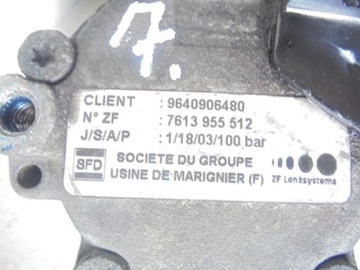 7.
CLIENT : 9640906480
N° ZF : 7613 955 512
J/S/A/P : 1/18/03/100 bar
SFD SOCIETE DU GROUPE
USINE DE MARIGNIER (F) ZF Lenksysteme